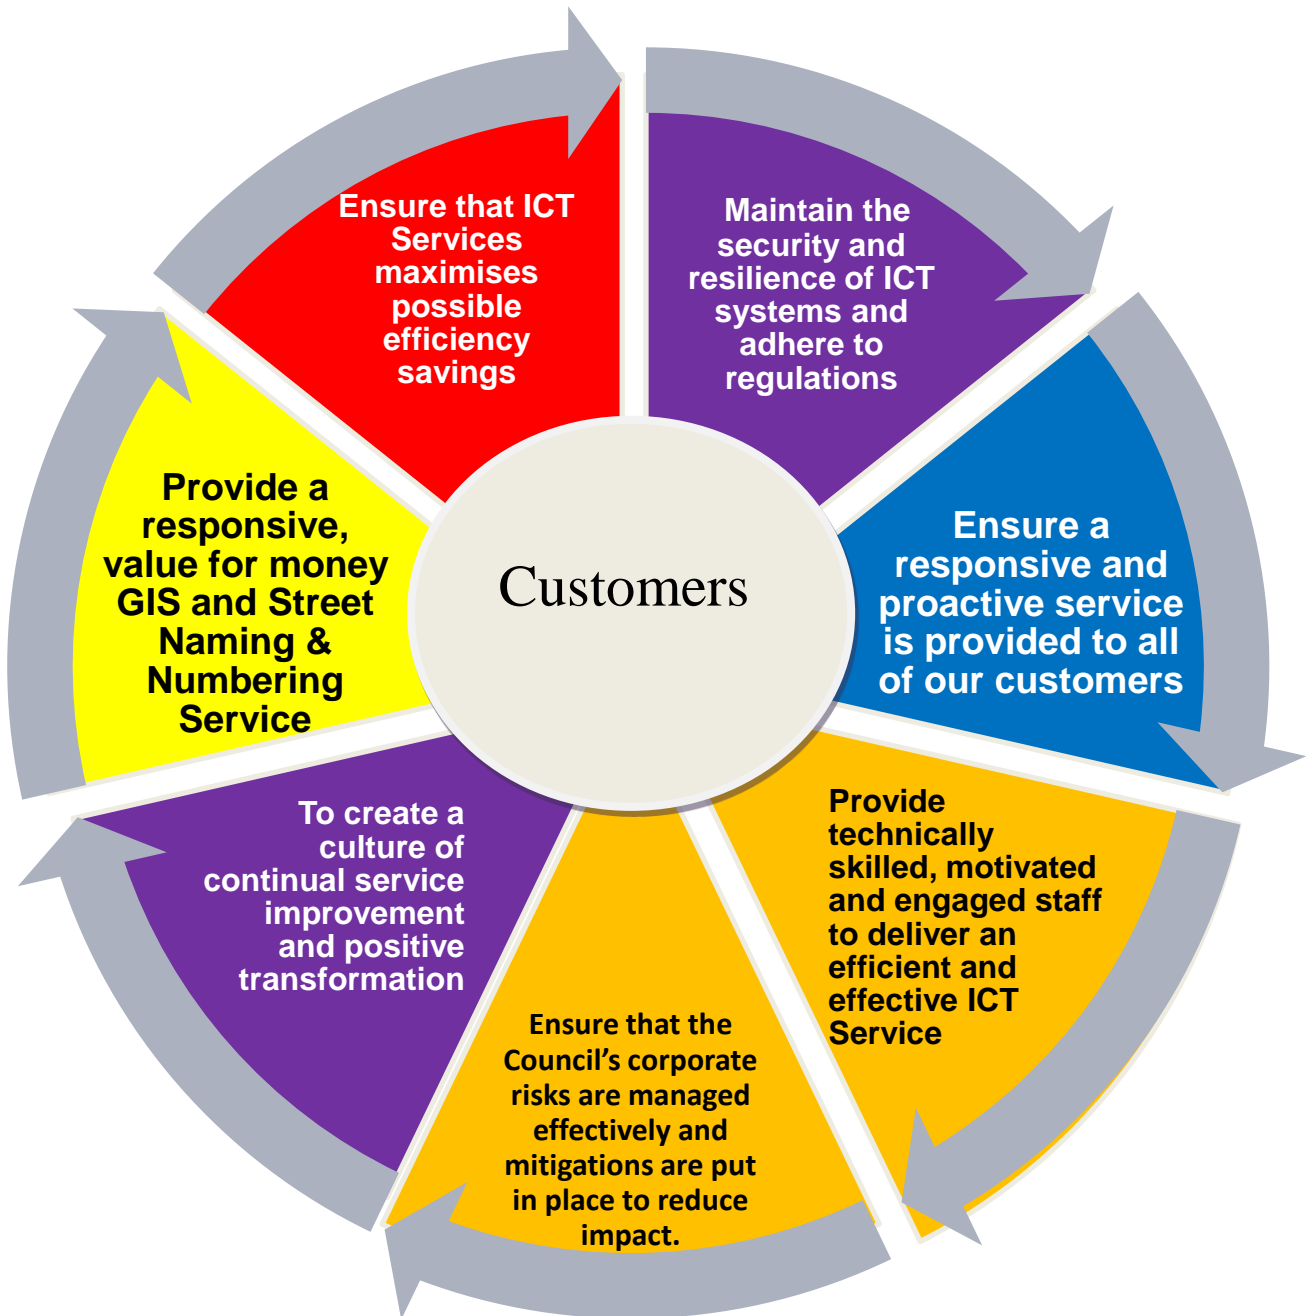 Ensure that ICT
Services
maximises
possible
efficiency
savings
Maintain the
security and
resilience of ICT
systems and
adhere to
regulations
Ensure a
responsive and
proactive service
is provided to all
of our customers
Provide
technically
skilled, motivated
and engaged staff
to deliver an
efficient and
effective ICT
Service
Ensure that the
Council’s corporate
risks are managed
effectively and
mitigations are put
in place to reduce
impact.
To create a
culture of
continual service
improvement
and positive
transformation
Provide a
responsive,
value for money
GIS and Street
Naming &
Numbering
Service
Customers